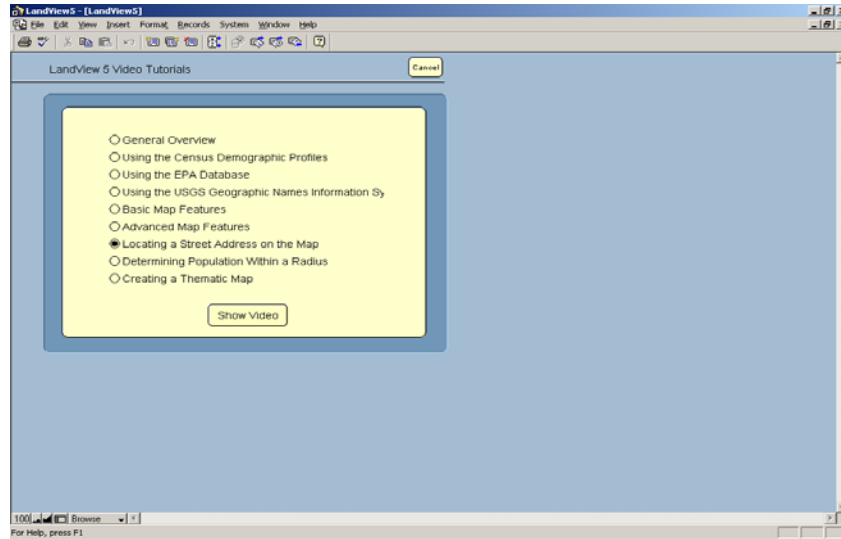 LandView5 - [LandView5]
File Edit View Insert Format Records System Window Help
LandView 5 Video Tutorials
Cancel
General Overview
Using the Census Demographic Profiles
Using the EPA Database
Using the USGS Geographic Names Information Sy
Basic Map Features
Advanced Map Features
Locating a Street Address on the Map
Determining Population Within a Radius
Creating a Thematic Map
Show Video
100 Browse
For Help, press F1